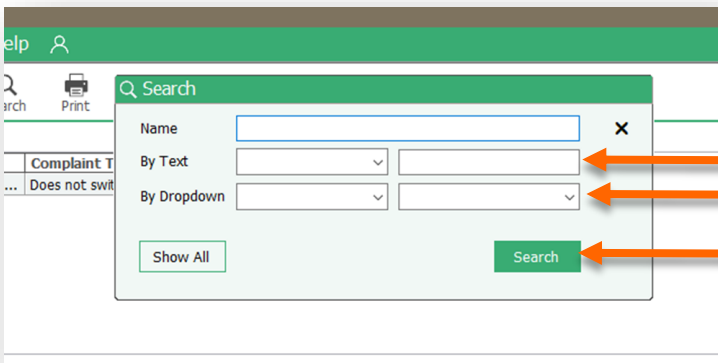 elp
arch Print
Search
Name
By Text
By Dropdown
Show All Search
Complaint T
... Does not swit